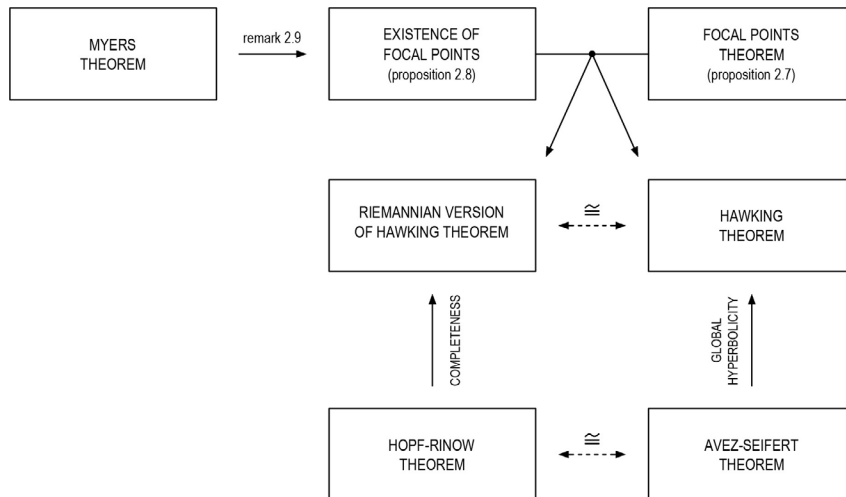 MYERS
THEOREM
remark 2.9
EXISTENCE OF
FOCAL POINTS
(proposition 2.8)
FOCAL POINTS
THEOREM
(proposition 2.7)
RIEMANNIAN VERSION
OF HAWKING THEOREM
≅
HAWKING
THEOREM
COMPLETENESS
GLOBAL
HYPERBOLICITY
HOPF-RINOW
THEOREM
≅
AVEZ-SEIFERT
THEOREM